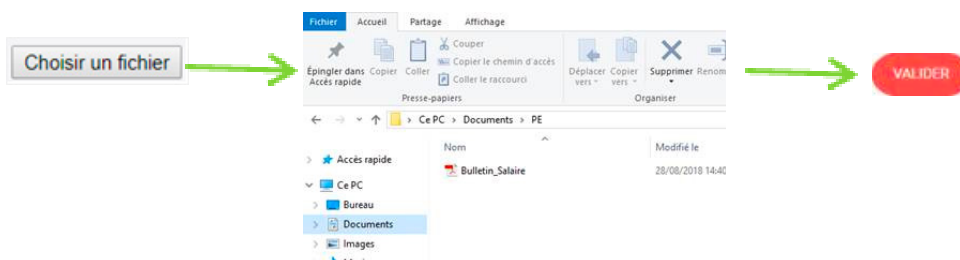 Choisir un fichier
Fichier Accueil Partage Affichage
Épingler dans Accès rapide
Copier
Coller
Couper
Copier le chemin d'accès
Coller le raccourci
Déplacer vers
Copier vers
Supprimer
Renom
Presse-papiers
Organiser
Ce PC > Documents > PE
Nom
Modifié le
Accès rapide
Bulletin_Salaire
28/08/2018 14:40
Ce PC
Bureau
Documents
Images
VALIDER